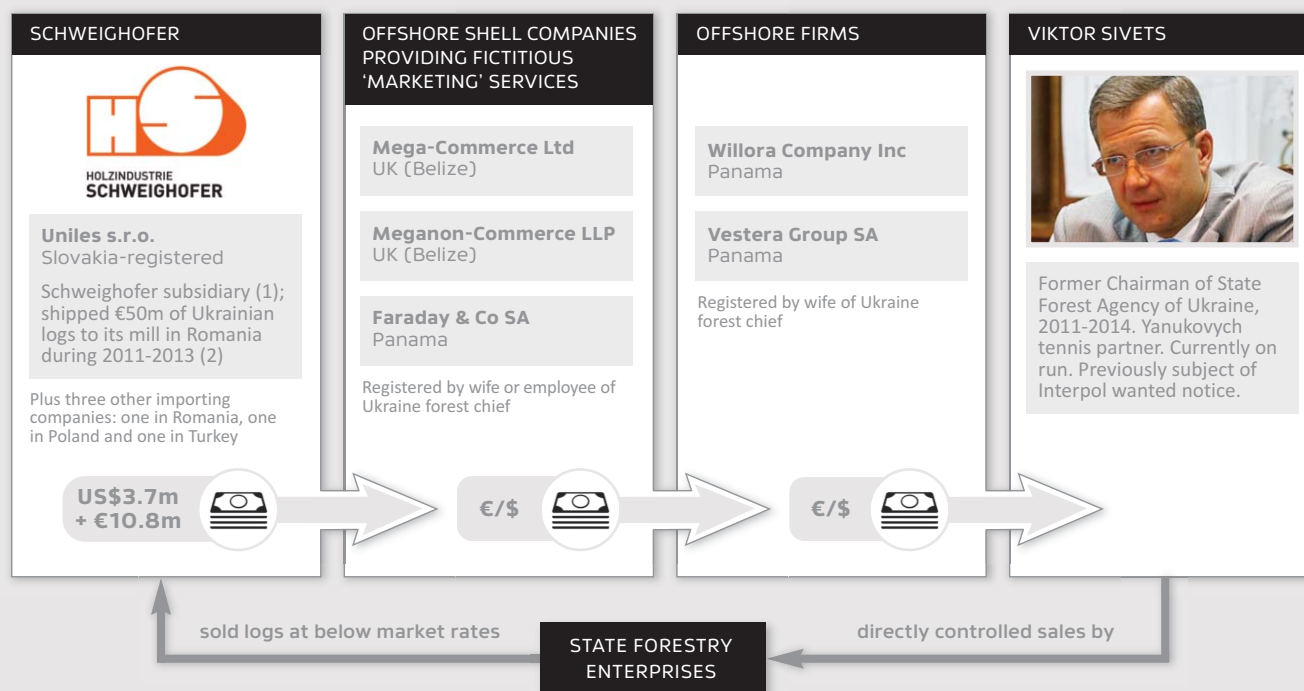 SCHWEIGHOFER
HOLZINDUSTRIE
SCHWEIGHOFER
Uniles s.r.o.
Slovakia-registered
Schweighofer subsidiary (1);
shipped €50m of Ukrainian
logs to its mill in Romania
during 2011-2013 (2)
Plus three other importing
companies: one in Romania, one
in Poland and one in Turkey
US$3.7m
+ €10.8m
OFFSHORE SHELL COMPANIES
PROVIDING FICTITIOUS
‘MARKETING’ SERVICES
Mega-Commerce Ltd
UK (Belize)
Meganon-Commerce LLP
UK (Belize)
Faraday & Co SA
Panama
Registered by wife or employee of
Ukraine forest chief
€/$
OFFSHORE FIRMS
Willora Company Inc
Panama
Vestera Group SA
Panama
Registered by wife of Ukraine
forest chief
€/$
VIKTOR SIVETS
Former Chairman of State
Forest Agency of Ukraine,
2011-2014. Yanukovych
tennis partner. Currently on
run. Previously subject of
Interpol wanted notice.
sold logs at below market rates
STATE FORESTRY
ENTERPRISES
directly controlled sales by